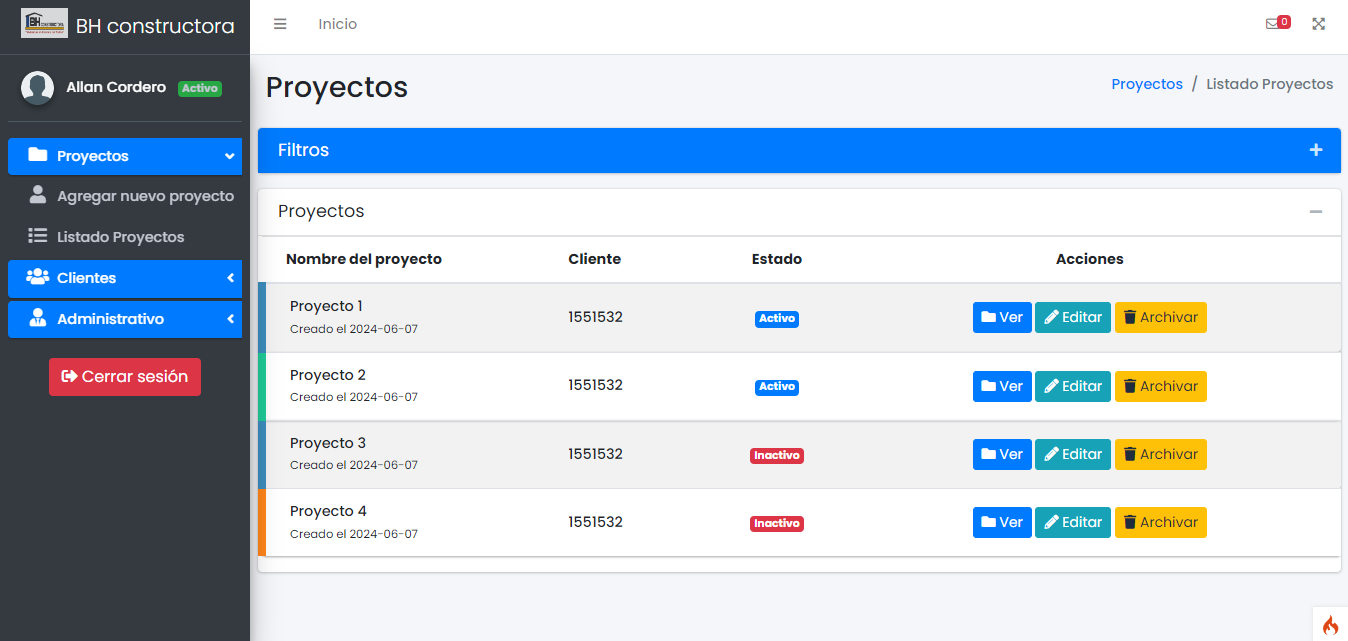 BH constructora
Inicio
0
Allan Cordero Activo
Proyectos
Proyectos / Listado Proyectos
Proyectos
Agregar nuevo proyecto
Listado Proyectos
Clientes
Administrativo
Cerrar sesión
Filtros
Proyectos
Nombre del proyecto Cliente Estado Acciones
Proyecto 1
Creado el 2024-06-07
1551532 Activo Ver Editar Archivar
Proyecto 2
Creado el 2024-06-07
1551532 Activo Ver Editar Archivar
Proyecto 3
Creado el 2024-06-07
1551532 Inactivo Ver Editar Archivar
Proyecto 4
Creado el 2024-06-07
1551532 Inactivo Ver Editar Archivar